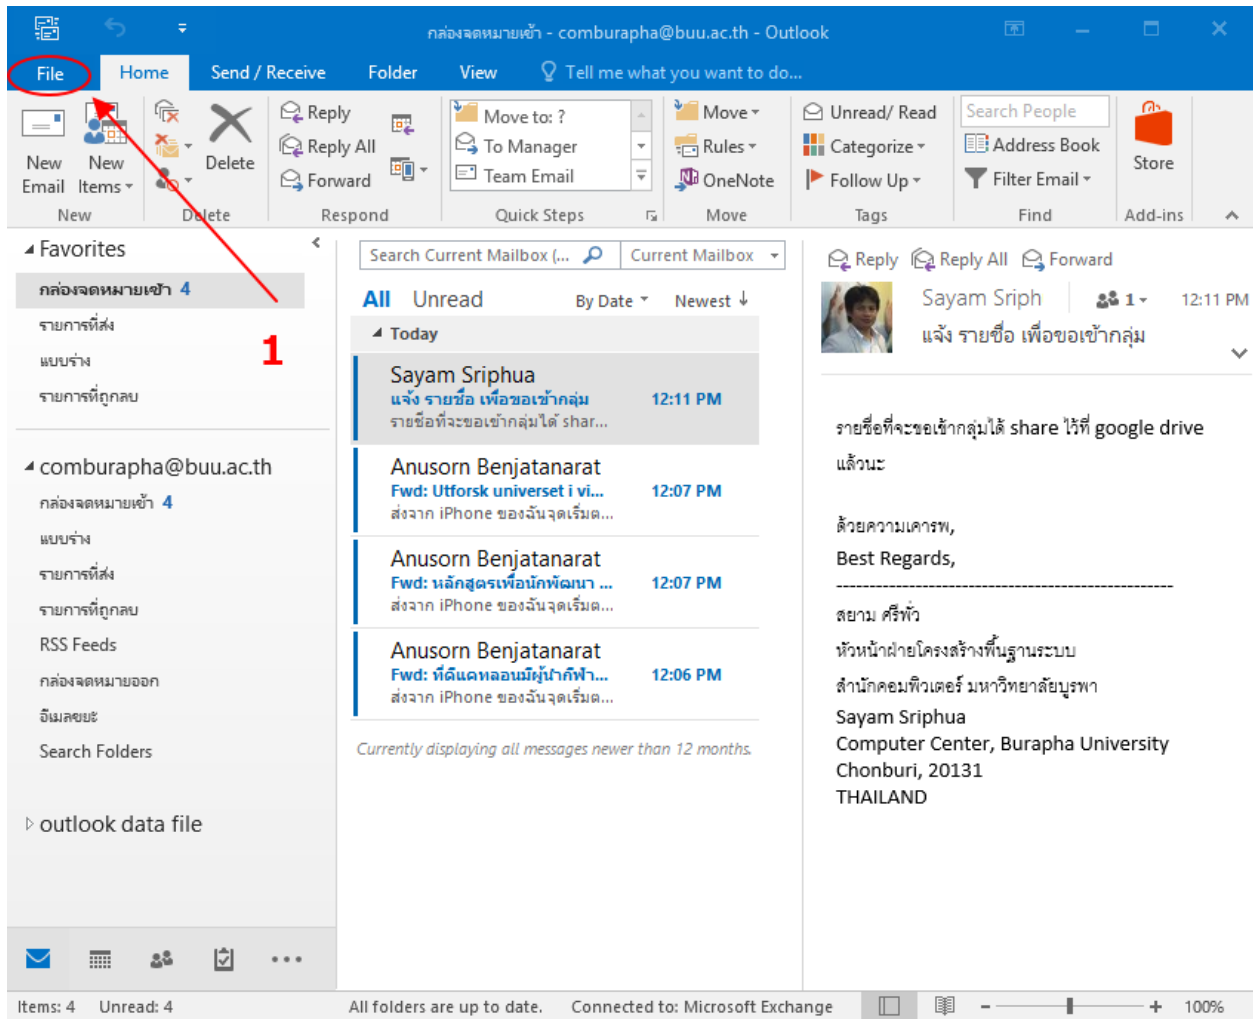 กล่องจดหมายเข้า - comburapha@buu.ac.th - Outlook
File Home Send / Receive Folder View Tell me what you want to do...
New Email
New Items
Delete
Reply
Reply All
Forward
Move to: ?
To Manager
Team Email
Move
Rules
OneNote
Unread/ Read
Categorize
Follow Up
Search People
Address Book
Filter Email
Store
New Delete Respond Quick Steps Move Tags Find Add-ins
Favorites
กล่องจดหมายเข้า 4
รายการที่ส่ง
แบบร่าง
รายการที่ถูกลบ
1
comburapha@buu.ac.th
กล่องจดหมายเข้า 4
แบบร่าง
รายการที่ส่ง
รายการที่ถูกลบ
RSS Feeds
กล่องจดหมายออก
อีเมลขยะ
Search Folders
outlook data file
Search Current Mailbox (... Current Mailbox
All Unread By Date Newest ↓
Today
Sayam Sriphua
แจ้ง รายชื่อ เพื่อขอเข้ากลุ่ม 12:11 PM
รายชื่อที่จะขอเข้ากลุ่มได้ shar...
Anusorn Benjatanarat
Fwd: Utforsk universet i vi... 12:07 PM
ส่งจาก iPhone ของฉันจุดเริ่มต...
Anusorn Benjatanarat
Fwd: หลักสูตรเพื่อนักพัฒนา ... 12:07 PM
ส่งจาก iPhone ของฉันจุดเริ่มต...
Anusorn Benjatanarat
Fwd: ที่ดีแคทลอนมีผู้นำกีฬา... 12:06 PM
ส่งจาก iPhone ของฉันจุดเริ่มต...
Currently displaying all messages newer than 12 months.
Reply Reply All Forward
Sayam Sriph 1 12:11 PM
แจ้ง รายชื่อ เพื่อขอเข้ากลุ่ม
รายชื่อที่จะขอเข้ากลุ่มได้ share ไว้ที่ google drive
แล้วนะ
ด้วยความเคารพ,
Best Regards,
---------------------------------------------------
สยาม ศรีพั่ว
หัวหน้าฝ่ายโครงสร้างพื้นฐานระบบ
สำนักคอมพิวเตอร์ มหาวิทยาลัยบูรพา
Sayam Sriphua
Computer Center, Burapha University
Chonburi, 20131
THAILAND
Items: 4 Unread: 4 All folders are up to date. Connected to: Microsoft Exchange - + 100%